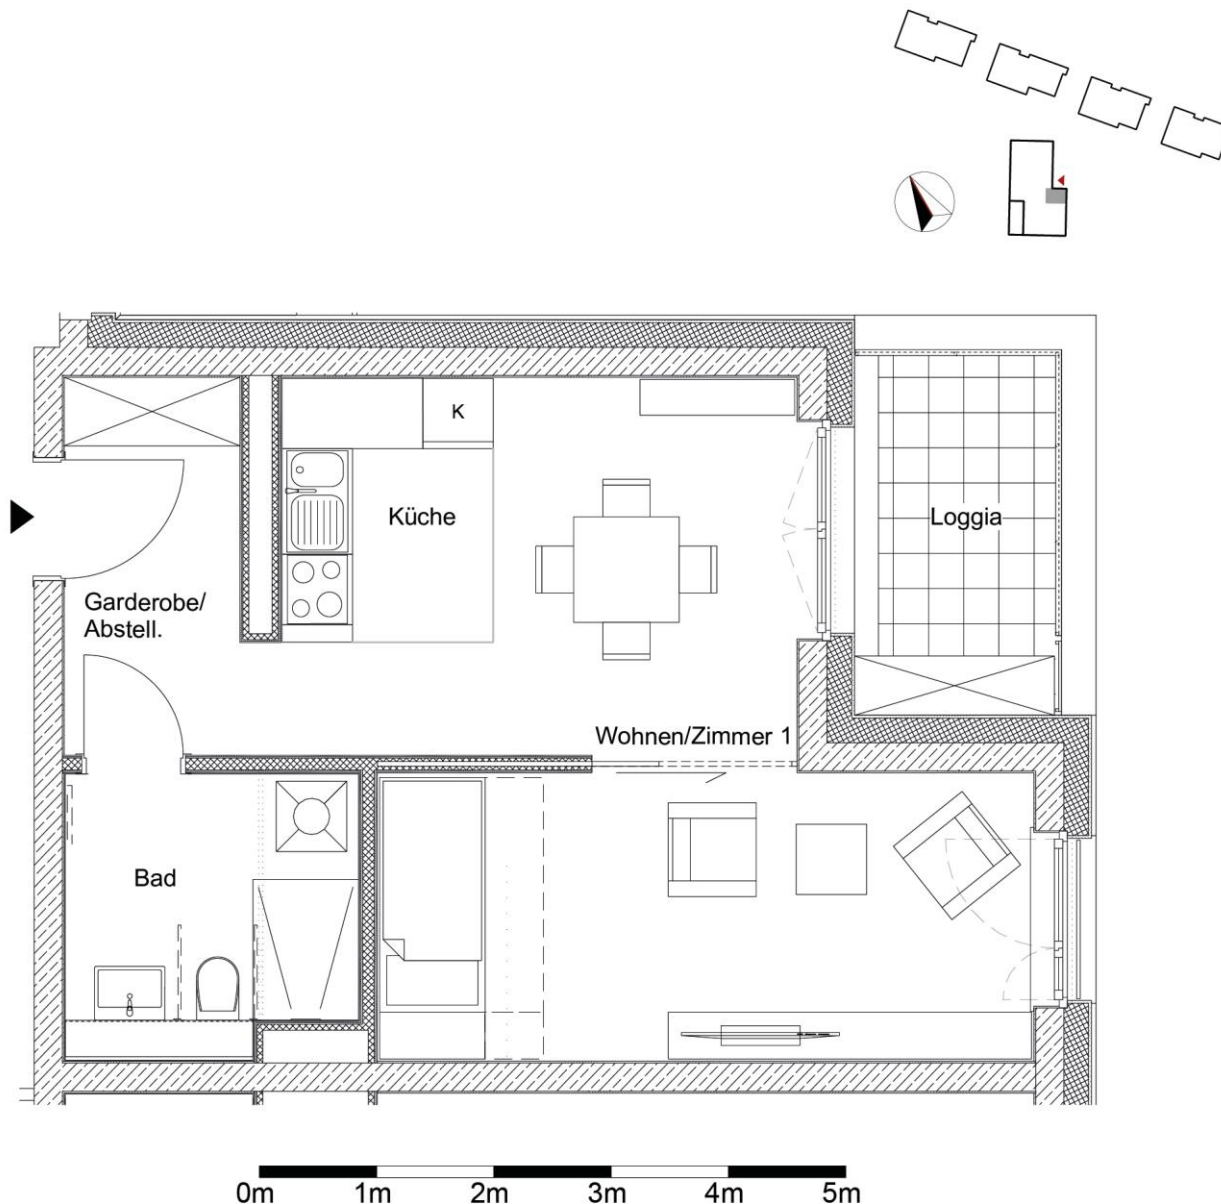 K
Küche
Loggia
Garderobe/
Abstell.
Wohnen/Zimmer 1
Bad
0m 1m 2m 3m 4m 5m